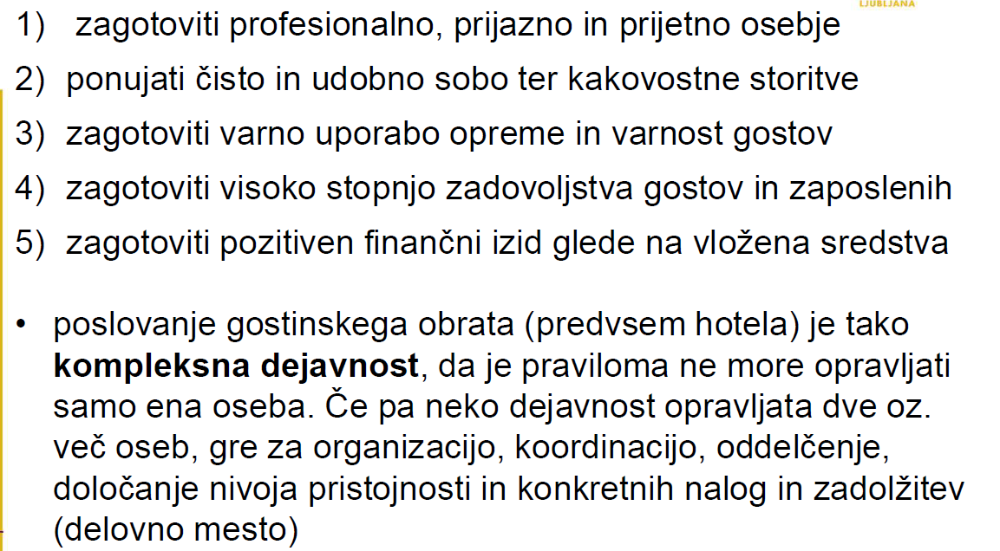 LJUBLJANA
1) zagotoviti profesionalno, prijazno in prijetno osebje
2) ponujati čisto in udobno sobo ter kakovostne storitve
3) zagotoviti varno uporabo opreme in varnost gostov
4) zagotoviti visoko stopnjo zadovoljstva gostov in zaposlenih
5) zagotoviti pozitiven finančni izid glede na vložena sredstva
• poslovanje gostinskega obrata (predvsem hotela) je tako
kompleksna dejavnost, da je praviloma ne more opravljati
samo ena oseba. Če pa neko dejavnost opravljata dve oz.
več oseb, gre za organizacijo, koordinacijo, oddelčenje,
določanje nivoja pristojnosti in konkretnih nalog in zadolžitev
(delovno mesto)